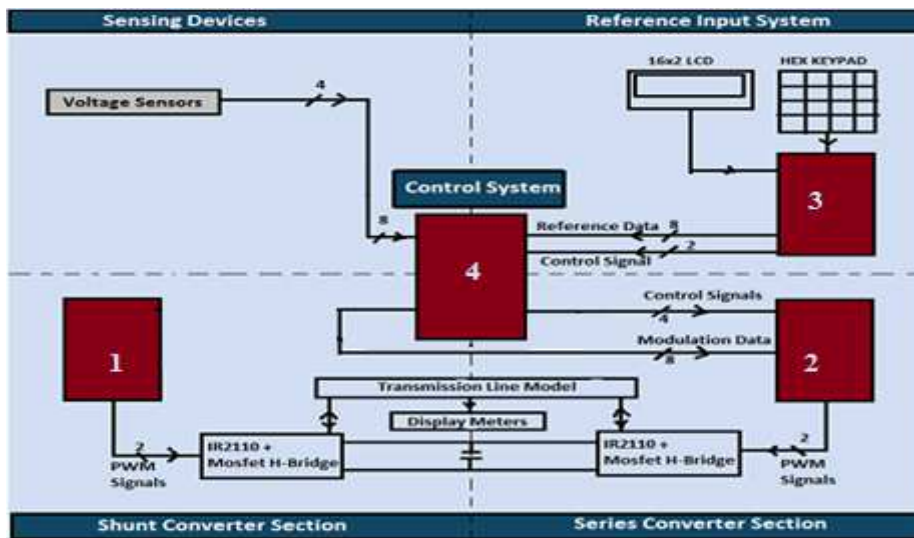 Sensing Devices
Reference Input System
16x2 LCD
HEX KEYPAD
4
Voltage Sensors
3
Control System
8
Reference Data
8
4
2
Control Signal
Control Signals
4
1
Modulation Data
8
2
Transmission Line Model
Display Meters
2
IR2110 +
Mosfet H-Bridge
IR2110 +
Mosfet H-Bridge
2
PWM
Signals
PWM
Signals
Shunt Converter Section
Series Converter Section